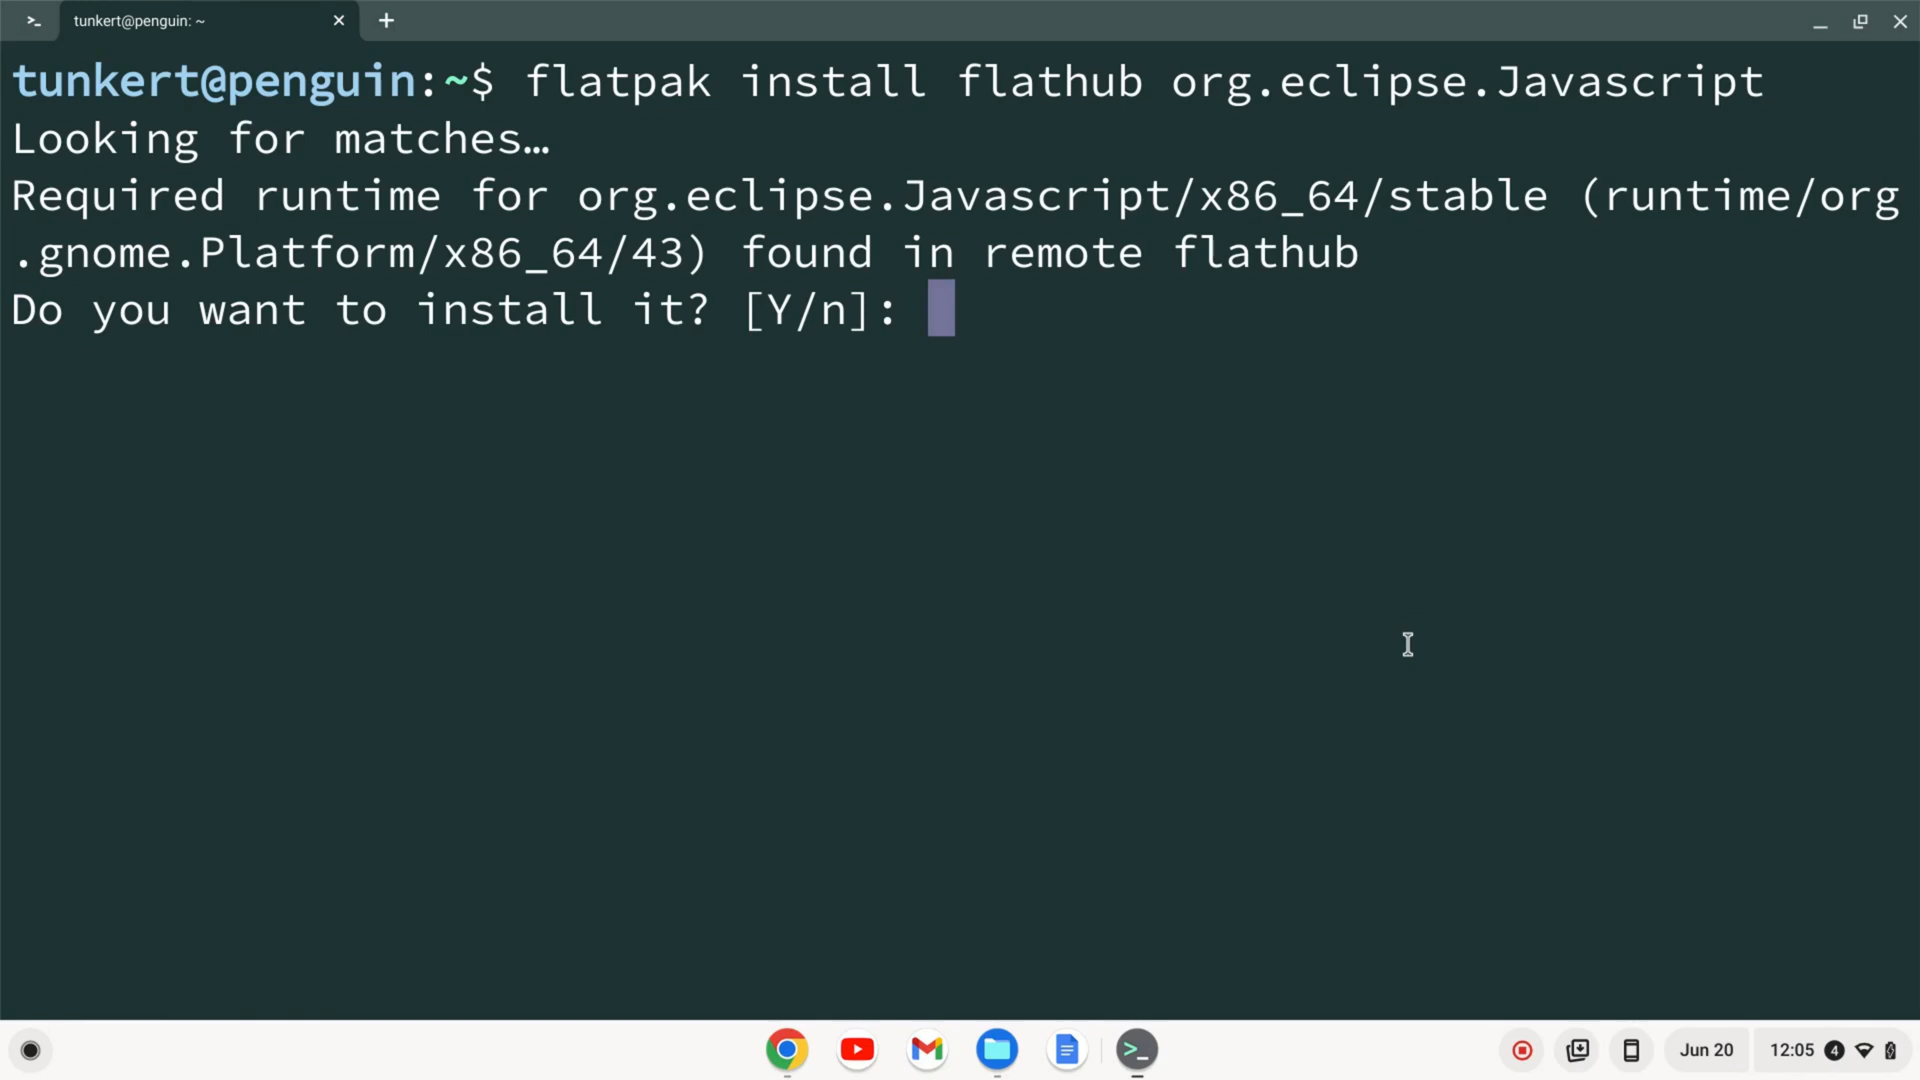 tunkert@penguin: ~
tunkert@penguin:~$ flatpak install flathub org.eclipse.Javascript
Looking for matches…
Required runtime for org.eclipse.Javascript/x86_64/stable (runtime/org
.gnome.Platform/x86_64/43) found in remote flathub
Do you want to install it? [Y/n]:
Jun 20
12:05
4